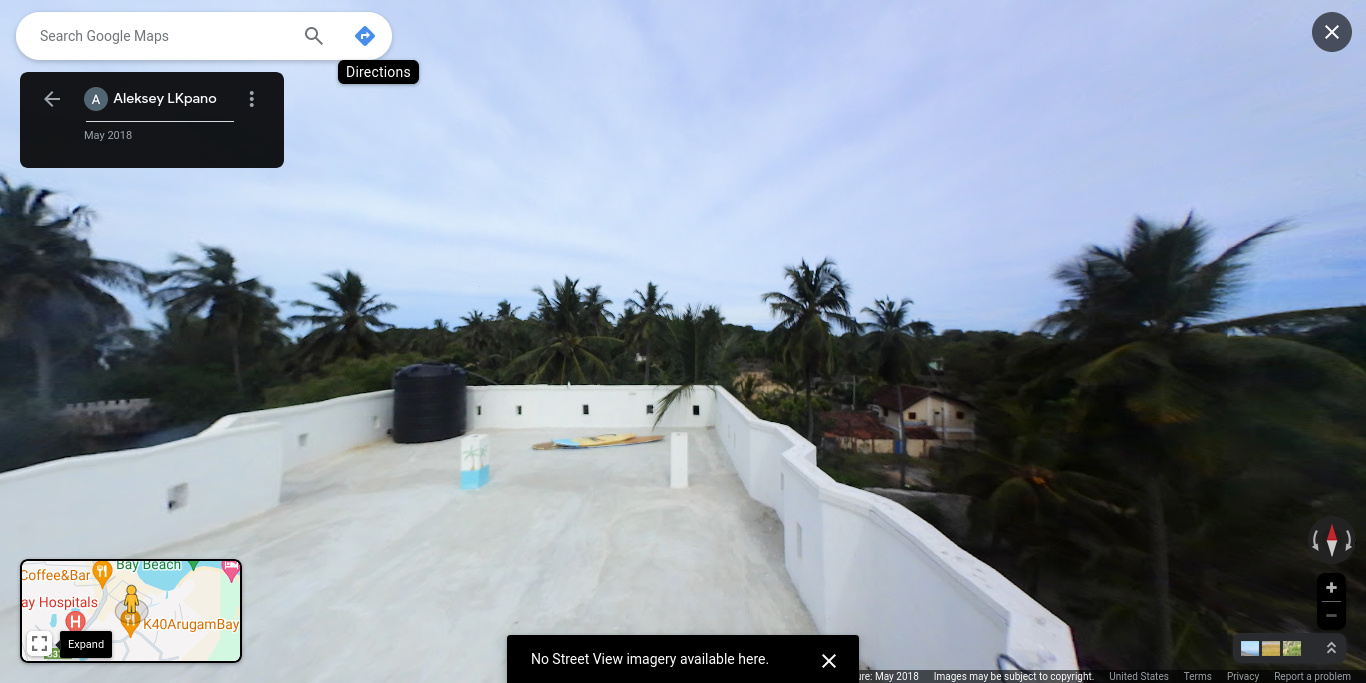 Search Google Maps
Directions
A Aleksey LKpano
May 2018
Coffee&Bar
Bay Beach
ay Hospitals
H
K40ArugamBay
Expand
No Street View imagery available here.
ure: May 2018 Images may be subject to copyright. United States Terms Privacy Report a problem